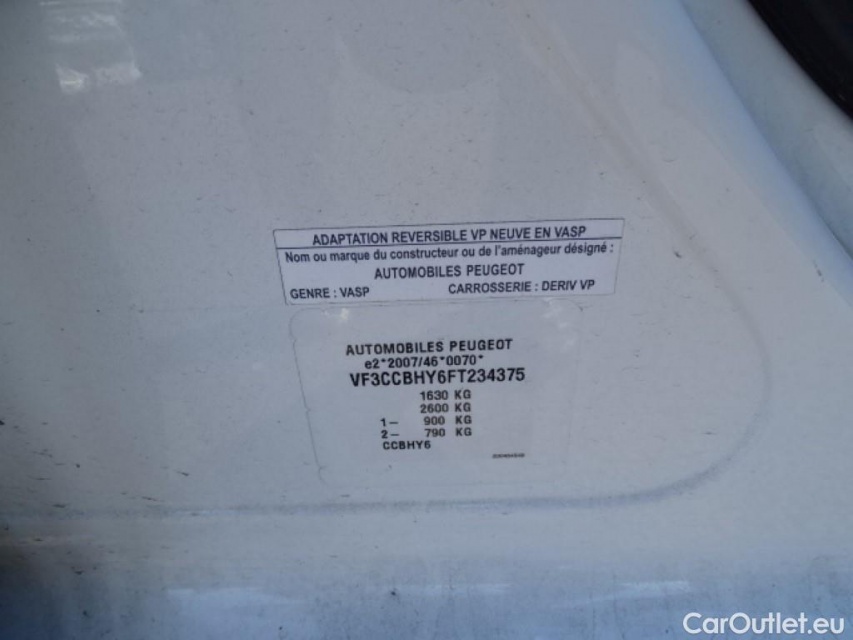 ADAPTATION REVERSIBLE VP NEUVE EN VASP
Nom ou marque du constructeur ou de l'aménageur désigné :
AUTOMOBILES PEUGEOT
GENRE : VASP CARROSSERIE : DERIV VP
AUTOMOBILES PEUGEOT
e2*2007/46*0070*
VF3CCBHY6FT234375
1630 KG
2600 KG
1- 900 KG
2- 790 KG
CCBHY6
CarOutlet.eu